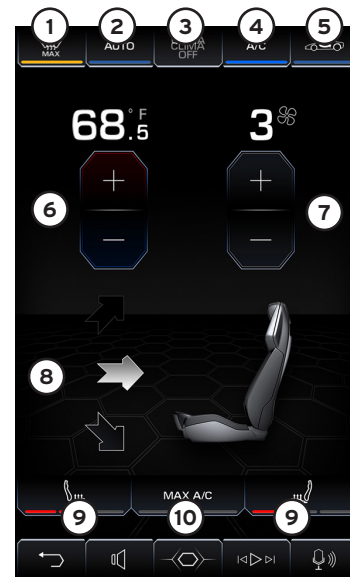 1 2 3 4 5
MAX AUTO CLIMA OFF A/C
68.5 °F 3
+ +
6 7
− −
8
MAX A/C
9 10 9